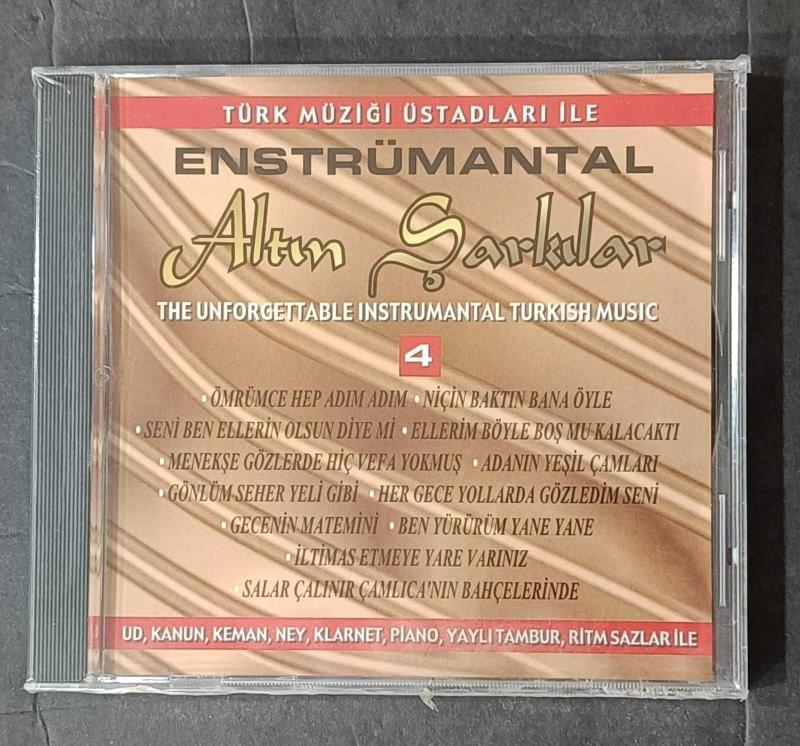 TÜRK MÜZİĞİ ÜSTADLARI İLE
ENSTRÜMANTAL
Altın Şarkılar
THE UNFORGETTABLE INSTRUMANTAL TURKISH MUSIC
4
• ÖMRÜMCE HEP ADIM ADIM • NİÇİN BAKTIN BANA ÖYLE
• SENİ BEN ELLERİN OLSUN DİYE Mİ • ELLERİM BÖYLE BOŞ MU KALACAKTI
• MENEKŞE GÖZLERDE HİÇ VEFA YOKMUŞ • ADANIN YEŞİL ÇAMLARI
• GÖNLÜM SEHER YELİ GİBİ • HER GECE YOLLARDA GÖZLEDİM SENİ
• GECENİN MATEMİNİ • BEN YÜRÜRÜM YANE YANE
• İLTİMAS ETMEYE YARE VARINIZ
• SALAR ÇALINIR ÇAMLICA'NIN BAHÇELERİNDE
UD, KANUN, KEMAN, NEY, KLARNET, PİANO, YAYLI TAMBUR, RİTM SAZLAR İLE